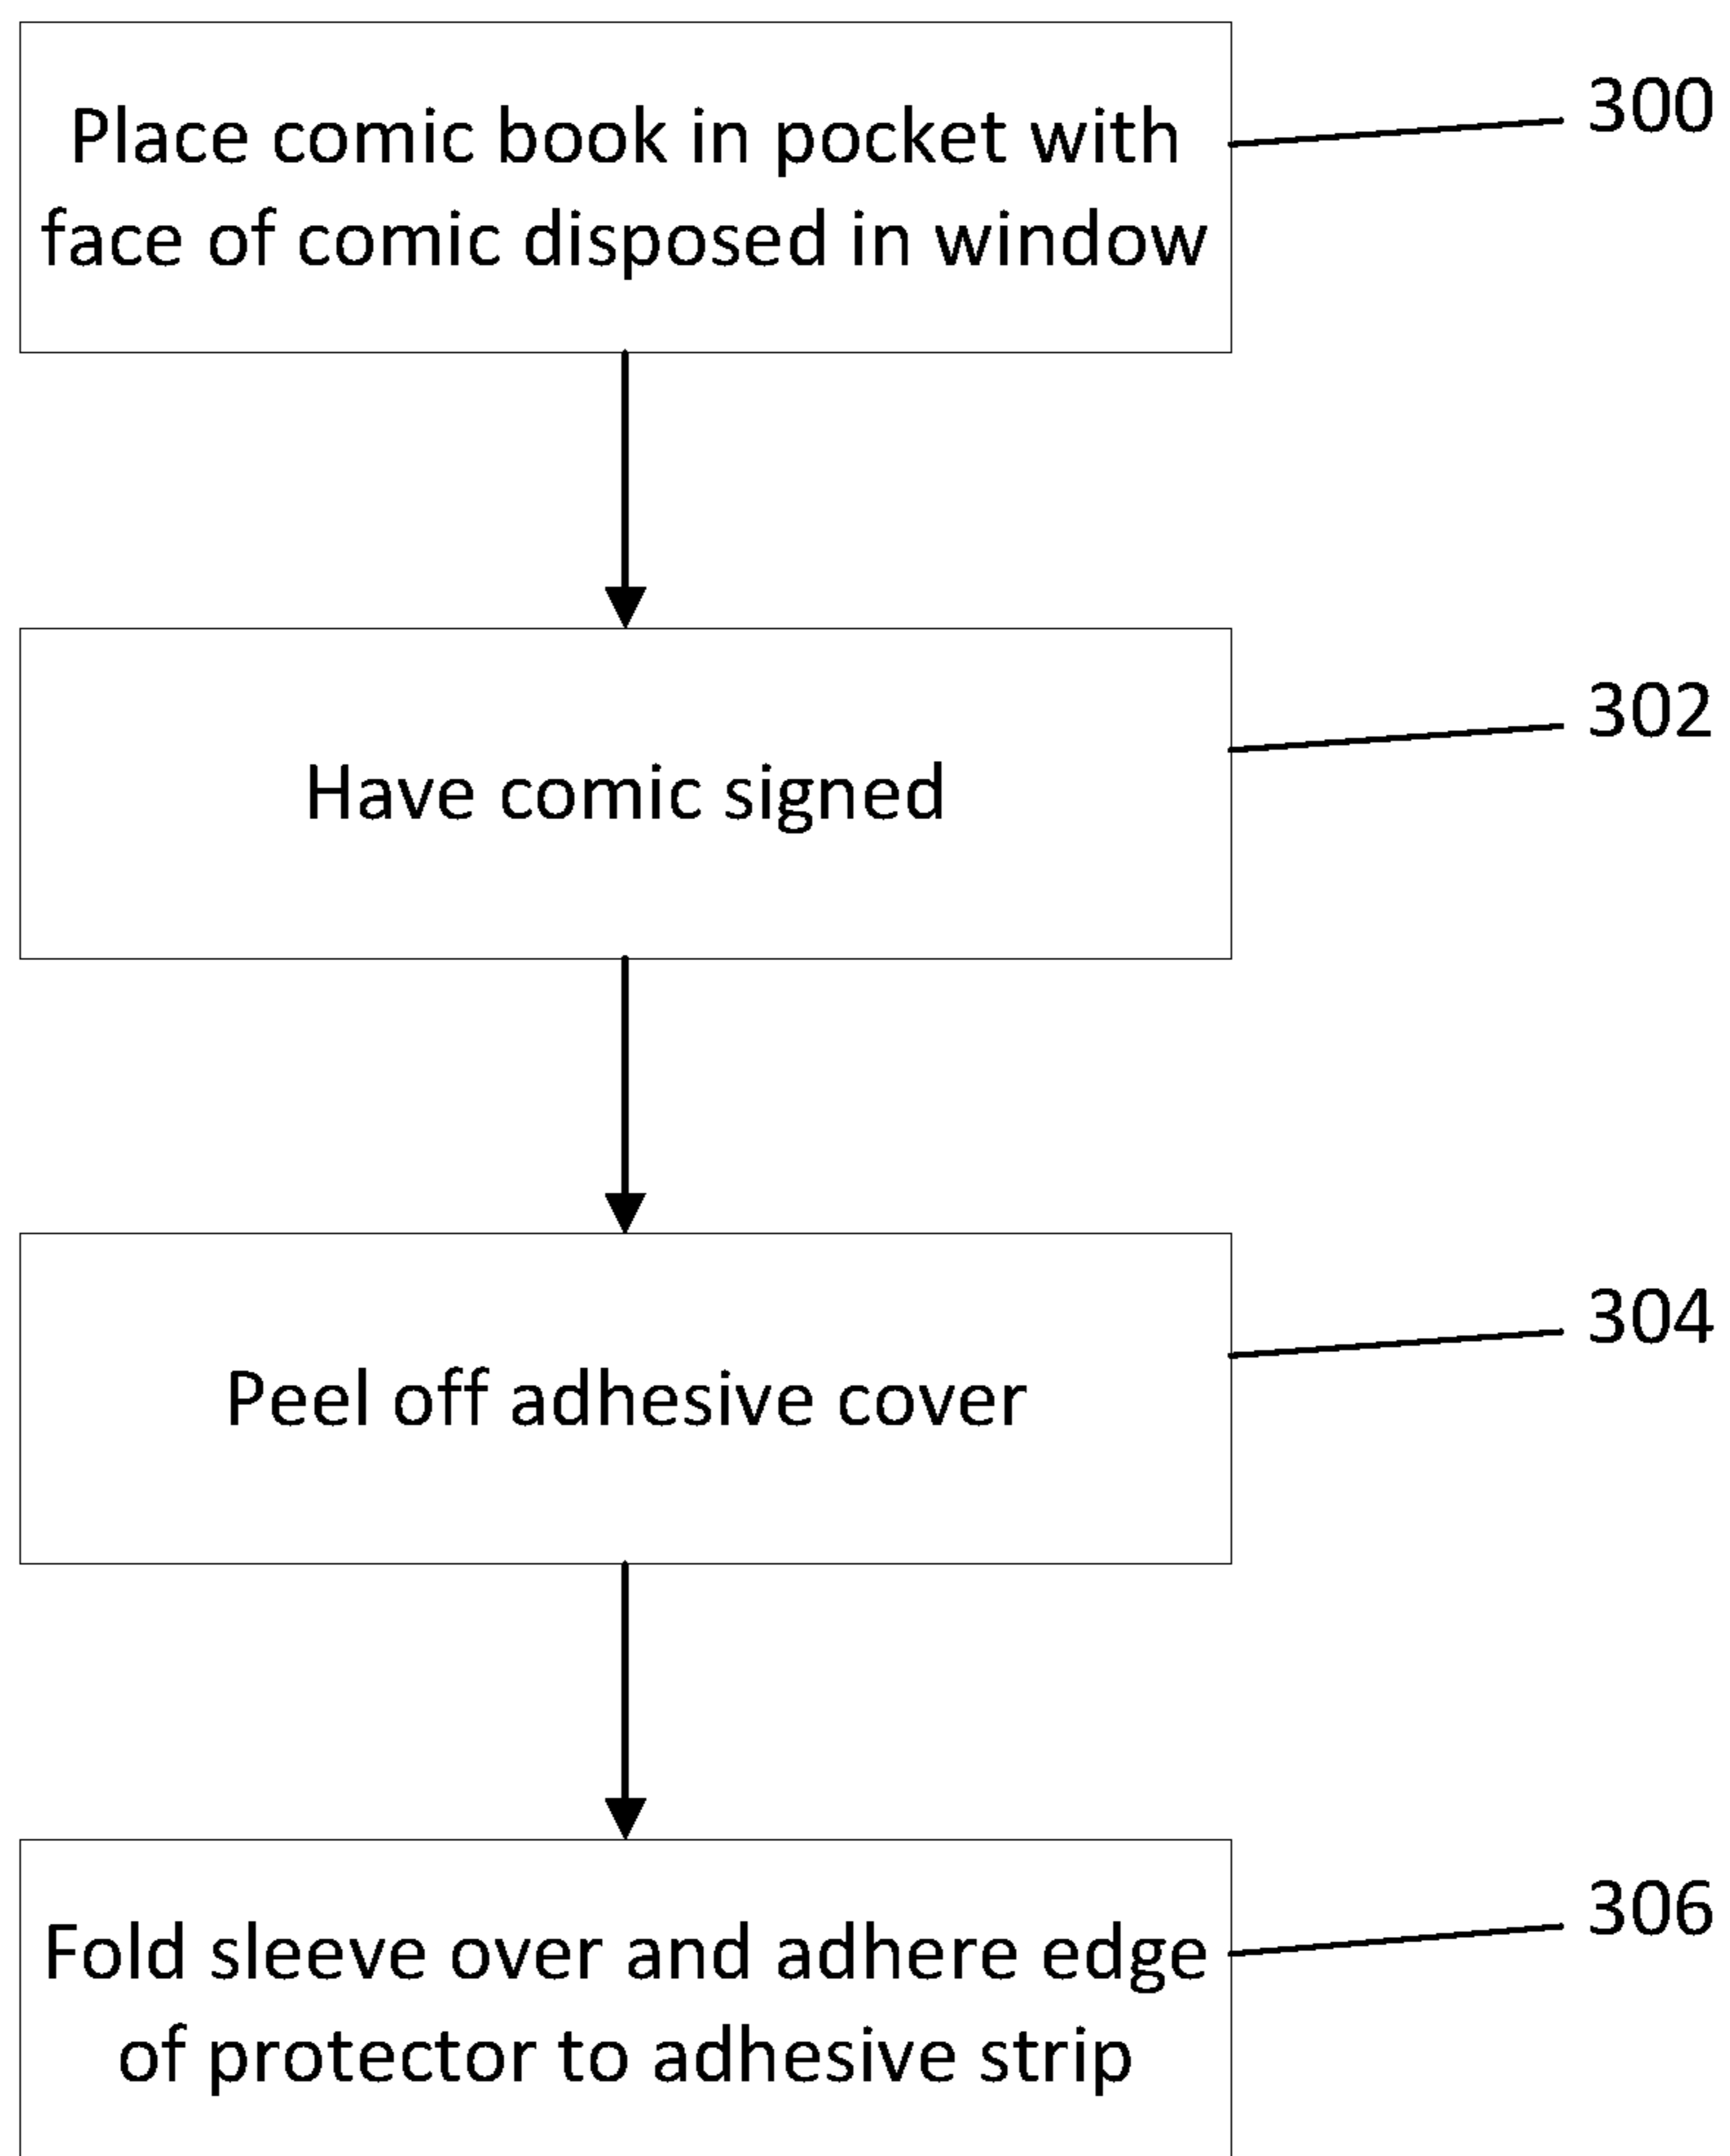 Place comic book in pocket with
face of comic disposed in window
300
Have comic signed
302
Peel off adhesive cover
304
Fold sleeve over and adhere edge
of protector to adhesive strip
306